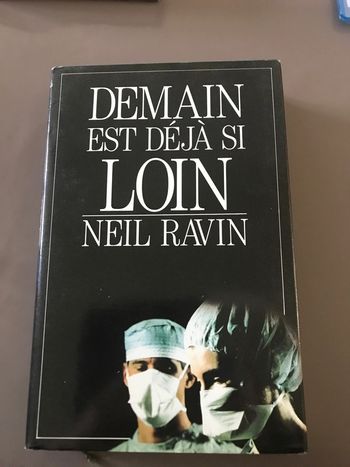 DEMAIN
EST DÉJÀ SI
LOIN
NEIL RAVIN